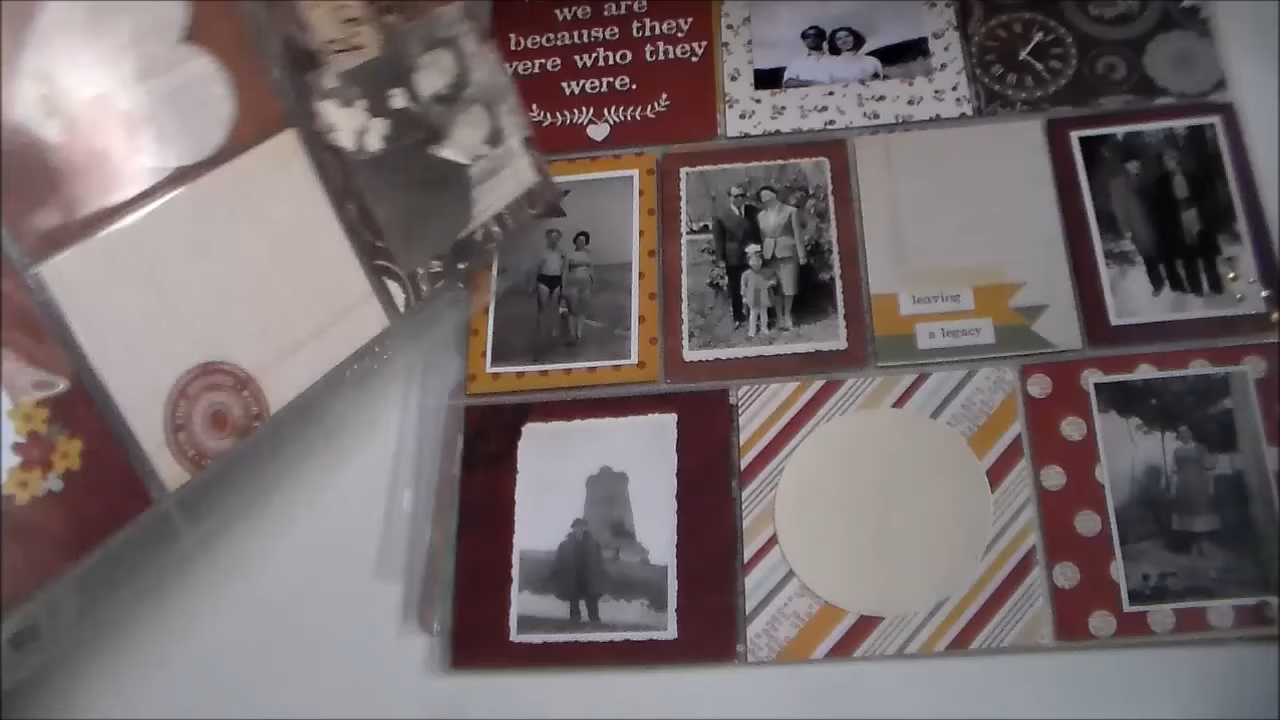 we are
because they
were who they
were.
leaving
a legacy